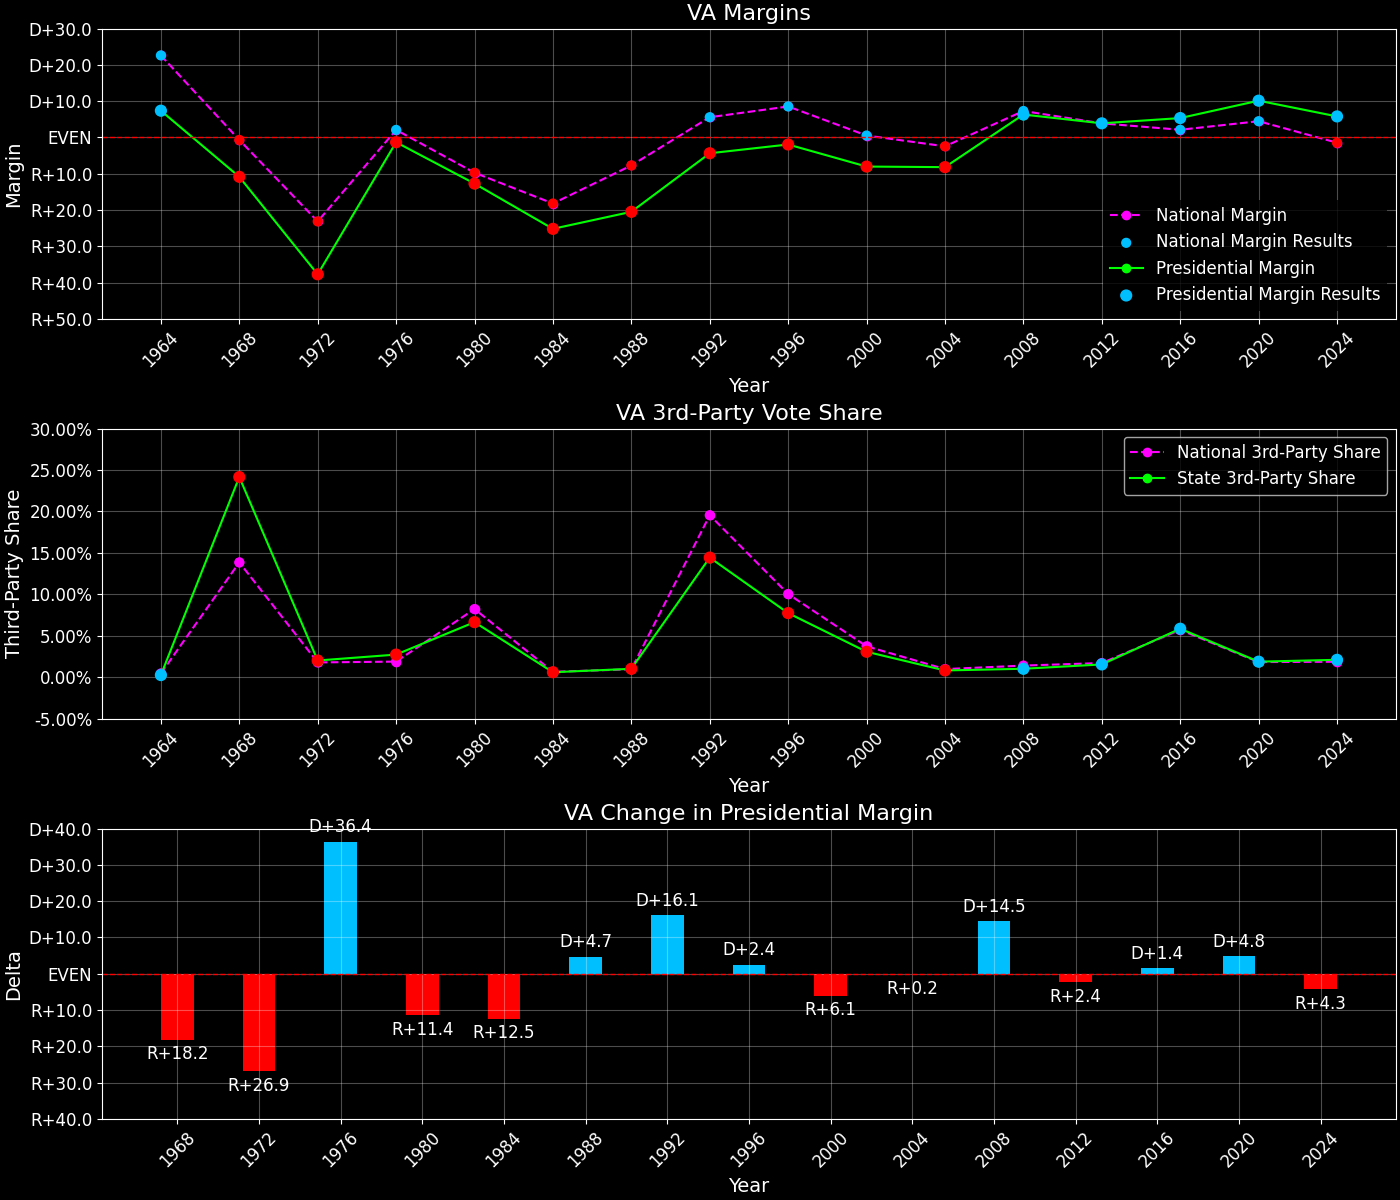 VA Margins
D+30.0
D+20.0
D+10.0
EVEN
R+10.0
R+20.0
R+30.0
R+40.0
R+50.0
Margin
National Margin
National Margin Results
Presidential Margin
Presidential Margin Results
1964 1968 1972 1976 1980 1984 1988 1992 1996 2000 2004 2008 2012 2016 2020 2024
Year
VA 3rd-Party Vote Share
30.00%
25.00%
20.00%
15.00%
10.00%
5.00%
0.00%
-5.00%
Third-Party Share
National 3rd-Party Share
State 3rd-Party Share
1964 1968 1972 1976 1980 1984 1988 1992 1996 2000 2004 2008 2012 2016 2020 2024
Year
VA Change in Presidential Margin
D+40.0
D+30.0
D+20.0
D+10.0
EVEN
R+10.0
R+20.0
R+30.0
R+40.0
Delta
R+18.2
R+26.9
D+36.4
R+11.4
R+12.5
D+4.7
D+16.1
D+2.4
R+6.1
R+0.2
D+14.5
R+2.4
D+1.4
D+4.8
R+4.3
1968 1972 1976 1980 1984 1988 1992 1996 2000 2004 2008 2012 2016 2020 2024
Year